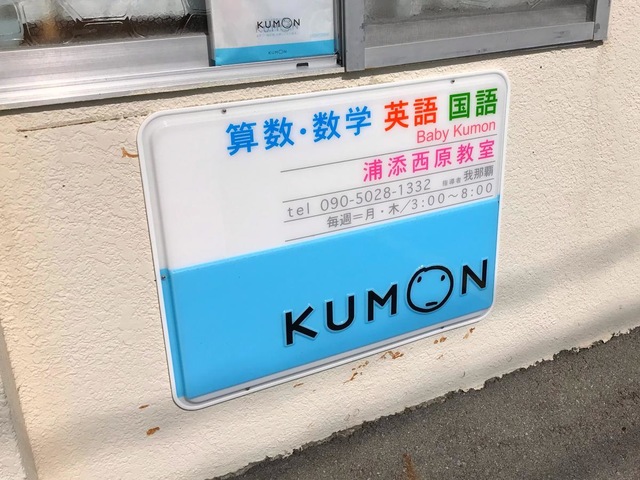 KUMON
KUMON
算数・数学 英語 国語
Baby Kumon
浦添西原教室
tel 090-5028-1332 指導者 我那覇
毎週=月・木/3:00～8:00
KUMON